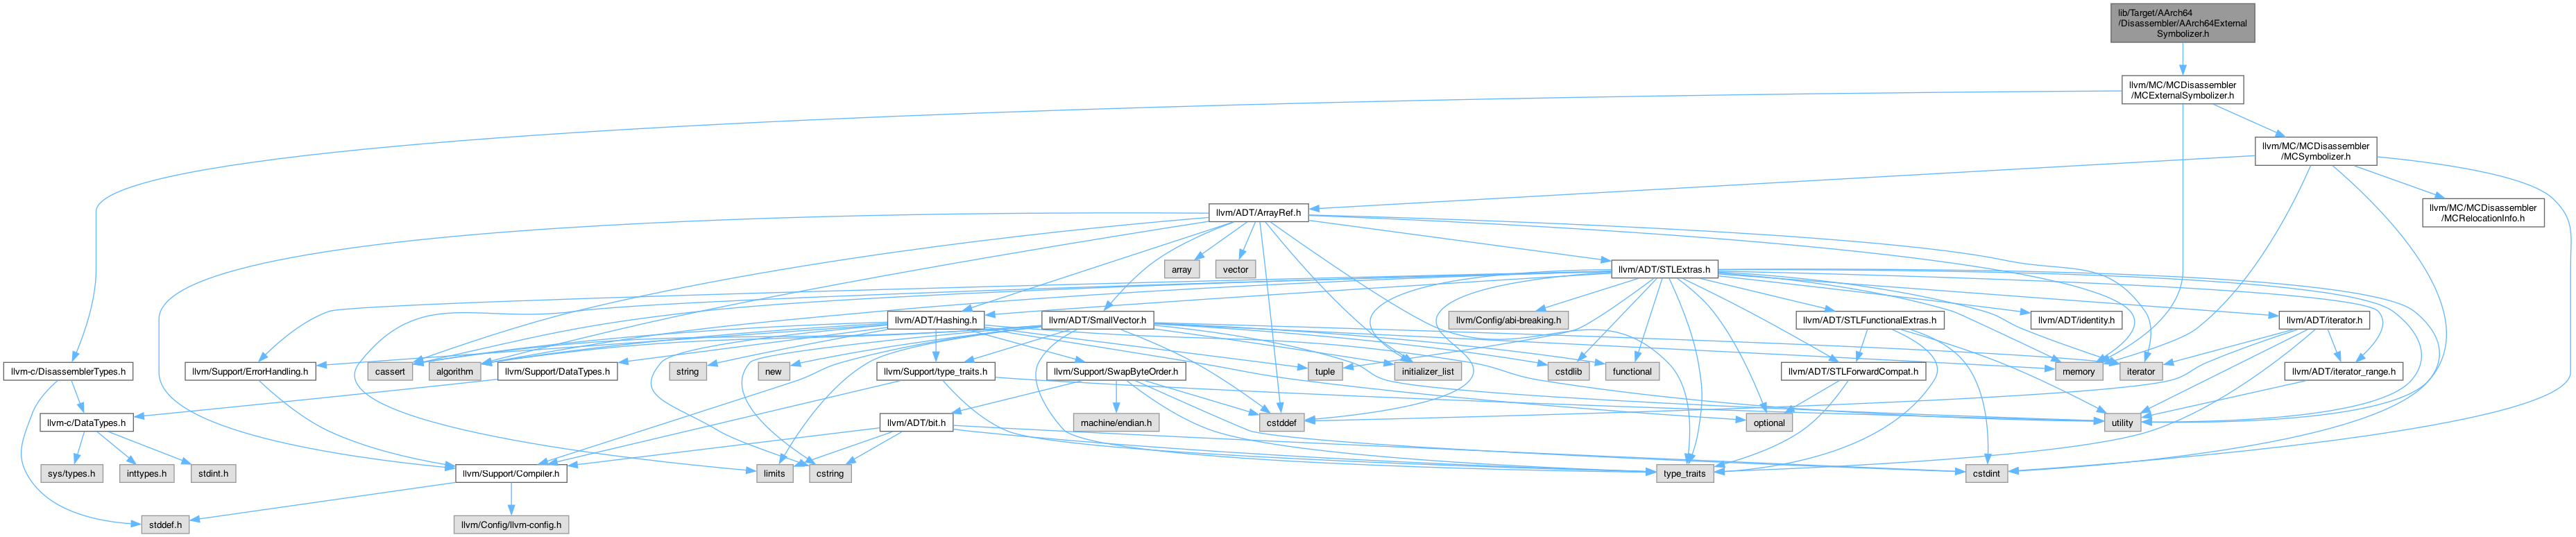 lib/Target/AArch64
/Disassembler/AArch64External
Symbolizer.h
llvm/MC/MCDisassembler
/MCExternalSymbolizer.h
llvm/MC/MCDisassembler
/MCSymbolizer.h
llvm/ADT/ArrayRef.h
llvm/MC/MCDisassembler
/MCRelocationInfo.h
array
vector
llvm/ADT/STLExtras.h
llvm/ADT/Hashing.h
llvm/ADT/SmallVector.h
llvm/Config/abi-breaking.h
llvm/ADT/STLFunctionalExtras.h
llvm/ADT/identity.h
llvm/ADT/iterator.h
llvm-c/DisassemblerTypes.h
llvm/Support/ErrorHandling.h
cassert
algorithm
llvm/Support/DataTypes.h
string
new
llvm/Support/type_traits.h
llvm/Support/SwapByteOrder.h
tuple
initializer_list
cstdlib
functional
llvm/ADT/STLForwardCompat.h
memory
iterator
llvm/ADT/iterator_range.h
llvm-c/DataTypes.h
llvm/ADT/bit.h
machine/endian.h
cstddef
optional
utility
sys/types.h
inttypes.h
stdint.h
llvm/Support/Compiler.h
limits
cstring
type_traits
cstdint
stddef.h
llvm/Config/llvm-config.h